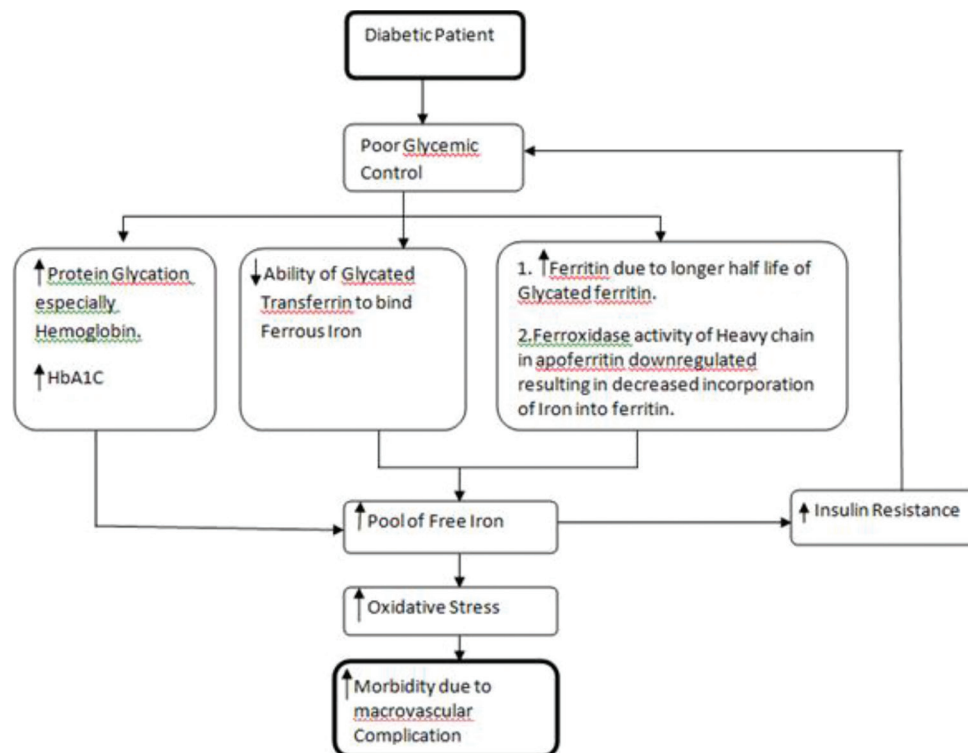 Diabetic Patient
Poor Glycemic
Control
↑Protein Glycation
especially
Hemoglobin.
↑HbA1C
↓Ability of Glycated
Transferrin to bind
Ferrous Iron
1. ↑Ferritin due to longer half life of
Glycated ferritin.
2.Ferroxidase activity of Heavy chain
in apoferritin downregulated
resulting in decreased incorporation
of Iron into ferritin.
↑Pool of Free Iron
↑Insulin Resistance
↑Oxidative Stress
↑Morbidity due to
macrovascular
Complication